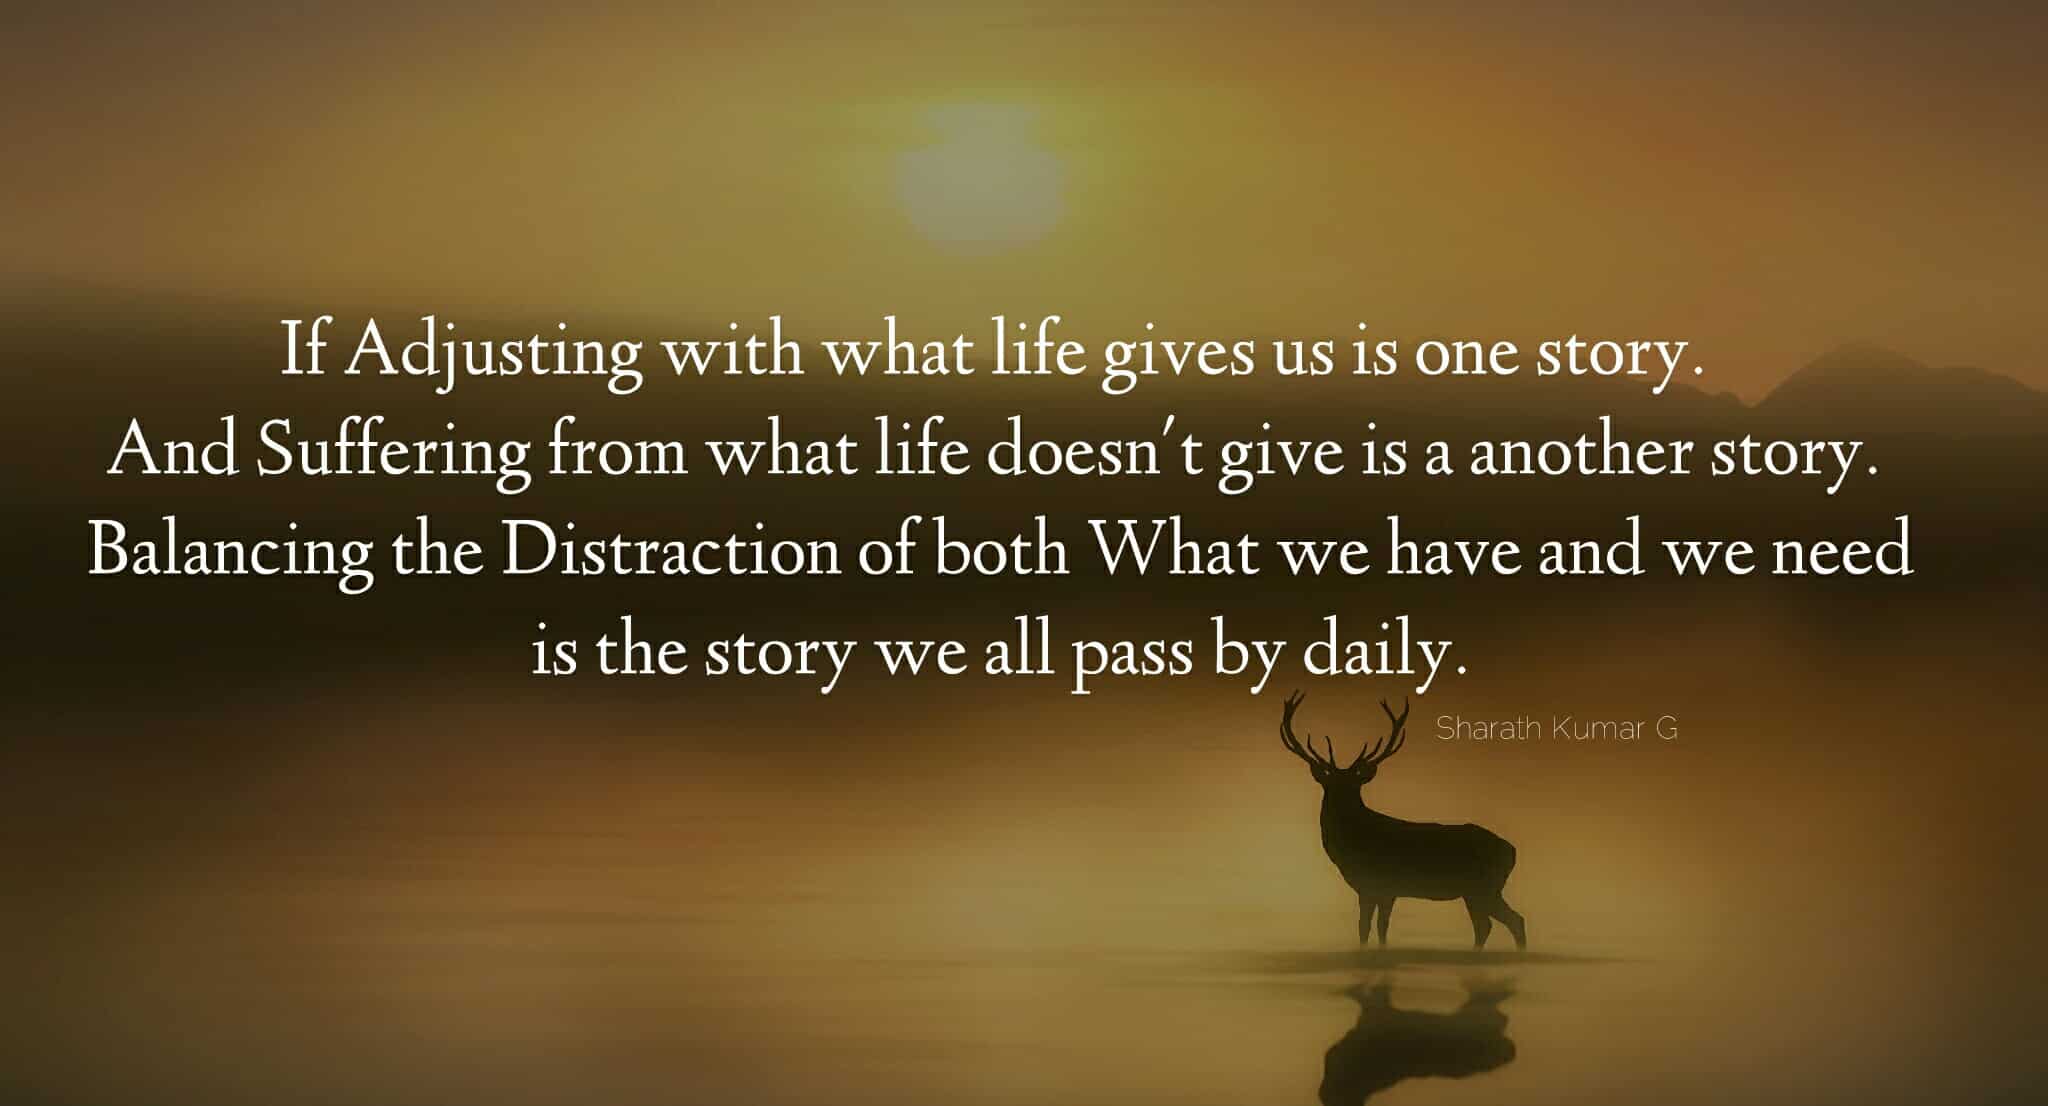 If Adjusting with what life gives us is one story.
And Suffering from what life doesn't give is a another story.
Balancing the Distraction of both What we have and we need
is the story we all pass by daily.
Sharath Kumar G